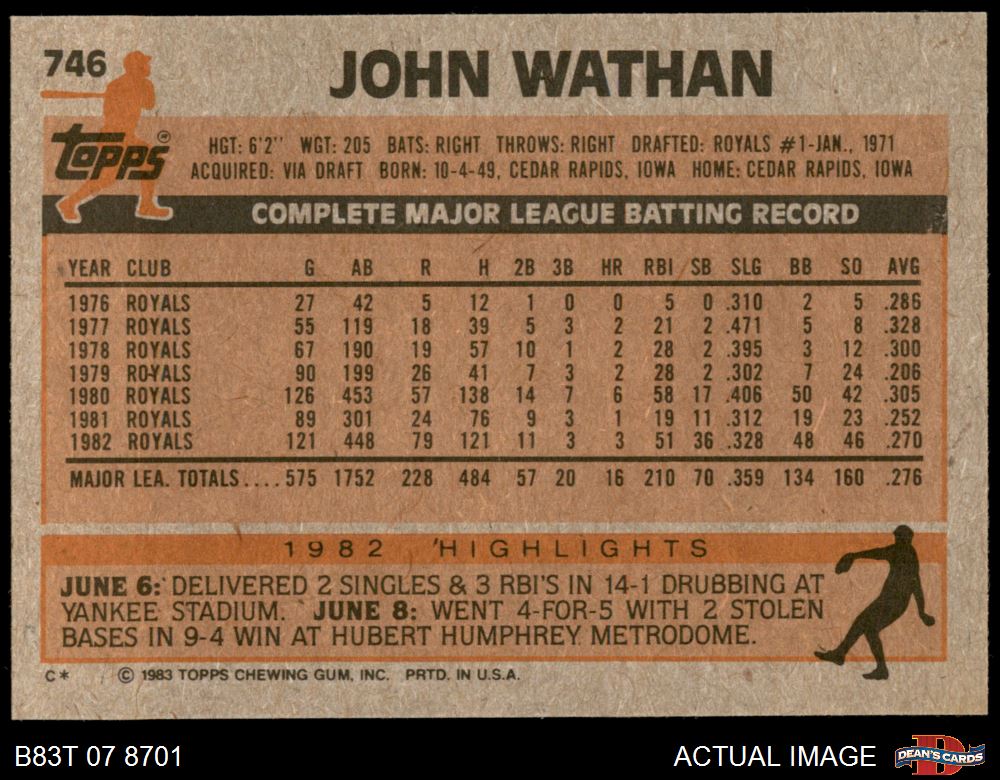 746
JOHN WATHAN
topps®
HGT: 6'2" WGT: 205 BATS: RIGHT THROWS: RIGHT DRAFTED: ROYALS #1-JAN., 1971
ACQUIRED: VIA DRAFT BORN: 10-4-49, CEDAR RAPIDS, IOWA HOME: CEDAR RAPIDS, IOWA
COMPLETE MAJOR LEAGUE BATTING RECORD
YEAR CLUB G AB R H 2B 3B HR RBI SB SLG BB SO AVG
1976 ROYALS 27 42 5 12 1 0 0 5 0 .310 2 5 .286
1977 ROYALS 55 119 18 39 5 3 2 21 2 .471 5 8 .328
1978 ROYALS 67 190 19 57 10 1 2 28 2 .395 3 12 .300
1979 ROYALS 90 199 26 41 7 3 2 28 2 .302 7 24 .206
1980 ROYALS 126 453 57 138 14 7 6 58 17 .406 50 42 .305
1981 ROYALS 89 301 24 76 9 3 1 19 11 .312 19 23 .252
1982 ROYALS 121 448 79 121 11 3 3 51 36 .328 48 46 .270
MAJOR LEA. TOTALS.... 575 1752 228 484 57 20 16 210 70 .359 134 160 .276
1982 HIGHLIGHTS
JUNE 6: DELIVERED 2 SINGLES & 3 RBI'S IN 14-1 DRUBBING AT
YANKEE STADIUM. JUNE 8: WENT 4-FOR-5 WITH 2 STOLEN
BASES IN 9-4 WIN AT HUBERT HUMPHREY METRODOME.
C* © 1983 TOPPS CHEWING GUM, INC. PRTD. IN U.S.A.
B83T 07 8701
ACTUAL IMAGE
D
DEAN'S CARDS